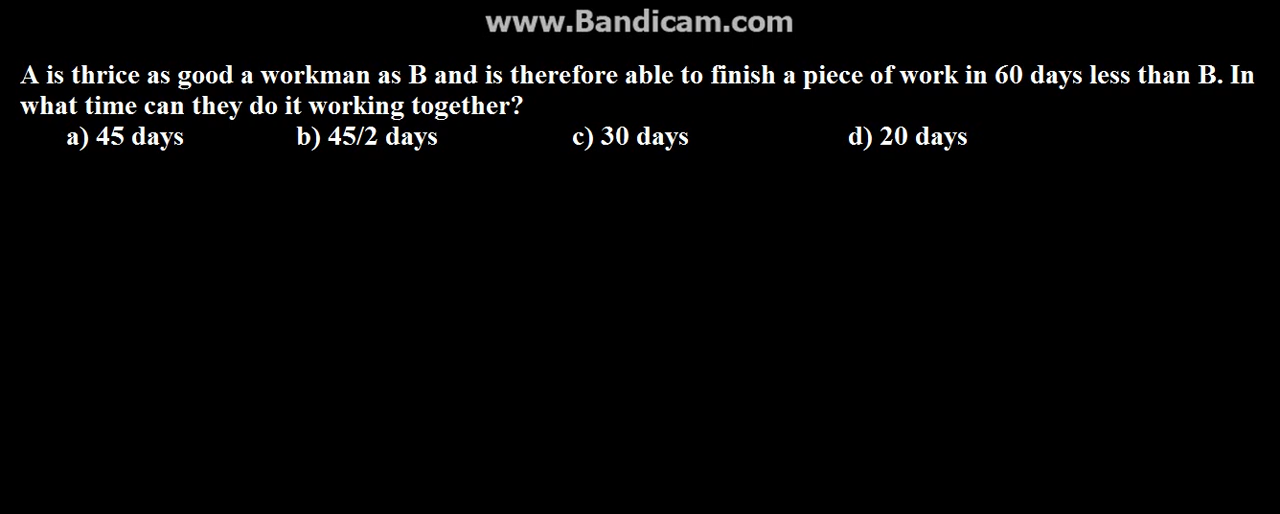 www.Bandicam.com
A is thrice as good a workman as B and is therefore able to finish a piece of work in 60 days less than B. In
what time can they do it working together?
a) 45 days b) 45/2 days c) 30 days d) 20 days